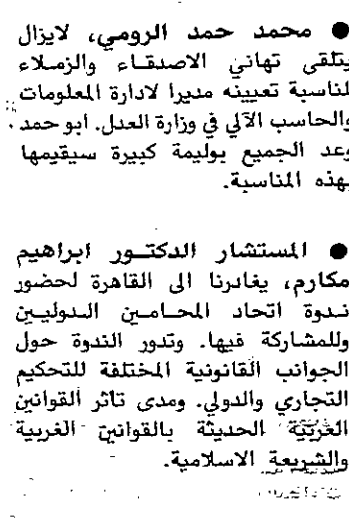 ● محمد حمد الرومي، لايزال
يتلقى تهاني الاصدقاء والزملاء
لمناسبة تعيينه مديرا لادارة المعلومات
والحاسب الآلي في وزارة العدل. ابو حمد
وعد الجميع بوليمة كبيرة سيقيمها
بهذه المناسبة.
● المستشار الدكتور ابراهيم
مكارم، يغادرنا الى القاهرة لحضور
ندوة اتحاد المحامين الدوليين
وللمشاركة فيها. وتدور الندوة حول
الجوانب القانونية المختلفة للتحكيم
التجاري والدولي. ومدى تاثر القوانين
العربية الحديثة بالقوانين الغربية
والشريعة الاسلامية.